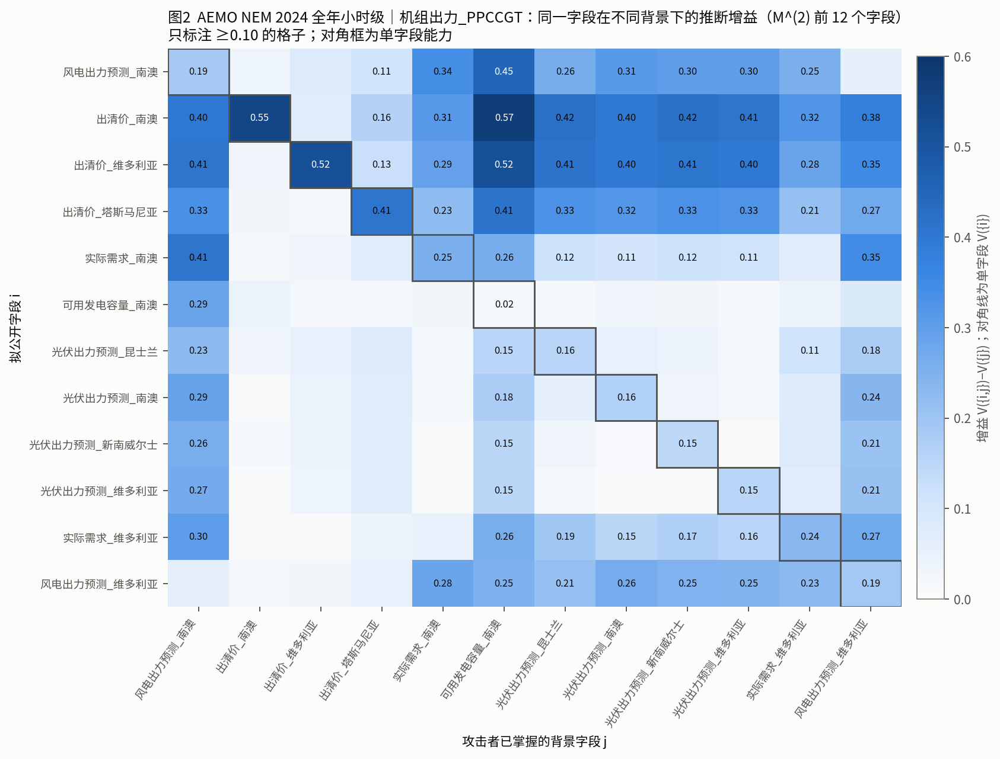 图2  AEMO NEM 2024 全年小时级｜机组出力_PPCCGT：同一字段在不同背景下的推断增益（M^(2) 前 12 个字段）
只标注 ≥0.10 的格子；对角框为单字段能力
拟公开字段 i
风电出力预测_南澳 0.19 0.11 0.34 0.45 0.26 0.31 0.30 0.30 0.25
出清价_南澳 0.40 0.55 0.16 0.31 0.57 0.42 0.40 0.42 0.41 0.32 0.38
出清价_维多利亚 0.41 0.52 0.13 0.29 0.52 0.41 0.40 0.41 0.40 0.28 0.35
出清价_塔斯马尼亚 0.33 0.41 0.23 0.41 0.33 0.32 0.33 0.33 0.21 0.27
实际需求_南澳 0.41 0.25 0.26 0.12 0.11 0.12 0.11 0.35
可用发电容量_南澳 0.29 0.02
光伏出力预测_昆士兰 0.23 0.15 0.16 0.11 0.18
光伏出力预测_南澳 0.29 0.18 0.16 0.24
光伏出力预测_新南威尔士 0.26 0.15 0.15 0.21
光伏出力预测_维多利亚 0.27 0.15 0.15 0.21
实际需求_维多利亚 0.30 0.26 0.19 0.15 0.17 0.16 0.24 0.27
风电出力预测_维多利亚 0.28 0.25 0.21 0.26 0.25 0.25 0.23 0.19
风电出力预测_南澳
出清价_南澳
出清价_维多利亚
出清价_塔斯马尼亚
实际需求_南澳
可用发电容量_南澳
光伏出力预测_昆士兰
光伏出力预测_南澳
光伏出力预测_新南威尔士
光伏出力预测_维多利亚
实际需求_维多利亚
风电出力预测_维多利亚
攻击者已掌握的背景字段 j
0.6
0.5
0.4
0.3
0.2
0.1
0.0
增益 V({i,j})−V({j})；对角线为单字段 V({i})